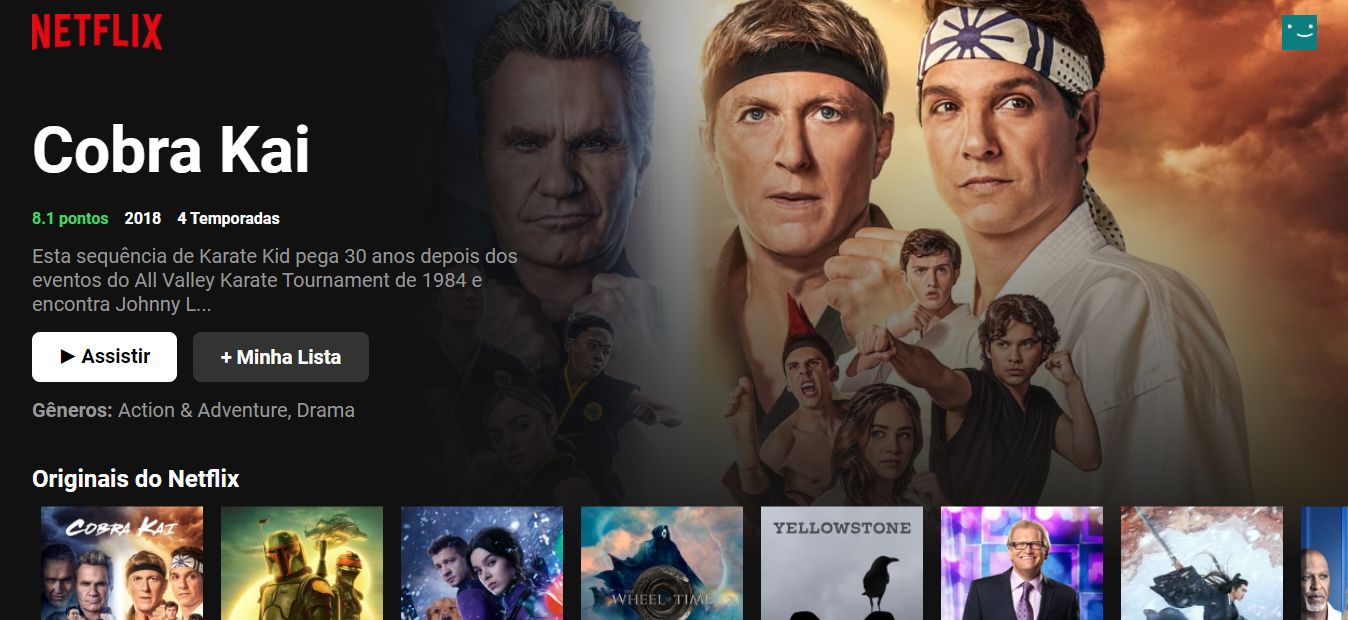 NETFLIX
Cobra Kai
8.1 pontos 2018 4 Temporadas
Esta sequência de Karate Kid pega 30 anos depois dos
eventos do All Valley Karate Tournament de 1984 e
encontra Johnny L...
▶ Assistir
+ Minha Lista
Gêneros: Action & Adventure, Drama
Originais do Netflix
COBRA KAI
WHEEL OF TIME
YELLOWSTONE